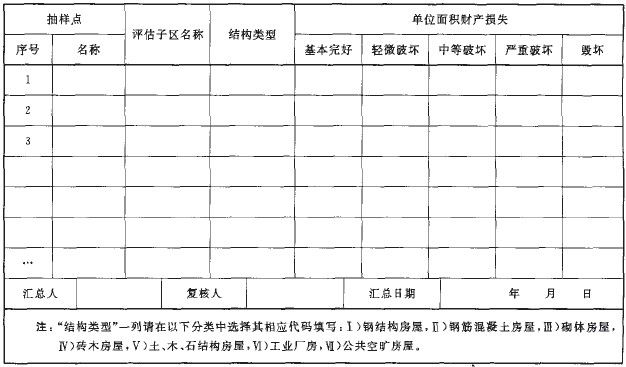 抽样点 评估子区名称 结构类型 单位面积财产损失
序号 名称 基本完好 轻微破坏 中等破坏 严重破坏 毁坏
1
2
3
…
汇总人 复核人 汇总日期 年 月 日
注:“结构类型”一列请在以下分类中选择其相应代码填写:Ⅰ)钢结构房屋,Ⅱ)钢筋混凝土房屋,Ⅲ)砌体房屋,
Ⅳ)砖木房屋,Ⅴ)土、木、石结构房屋,Ⅵ)工业厂房,Ⅶ)公共空旷房屋。